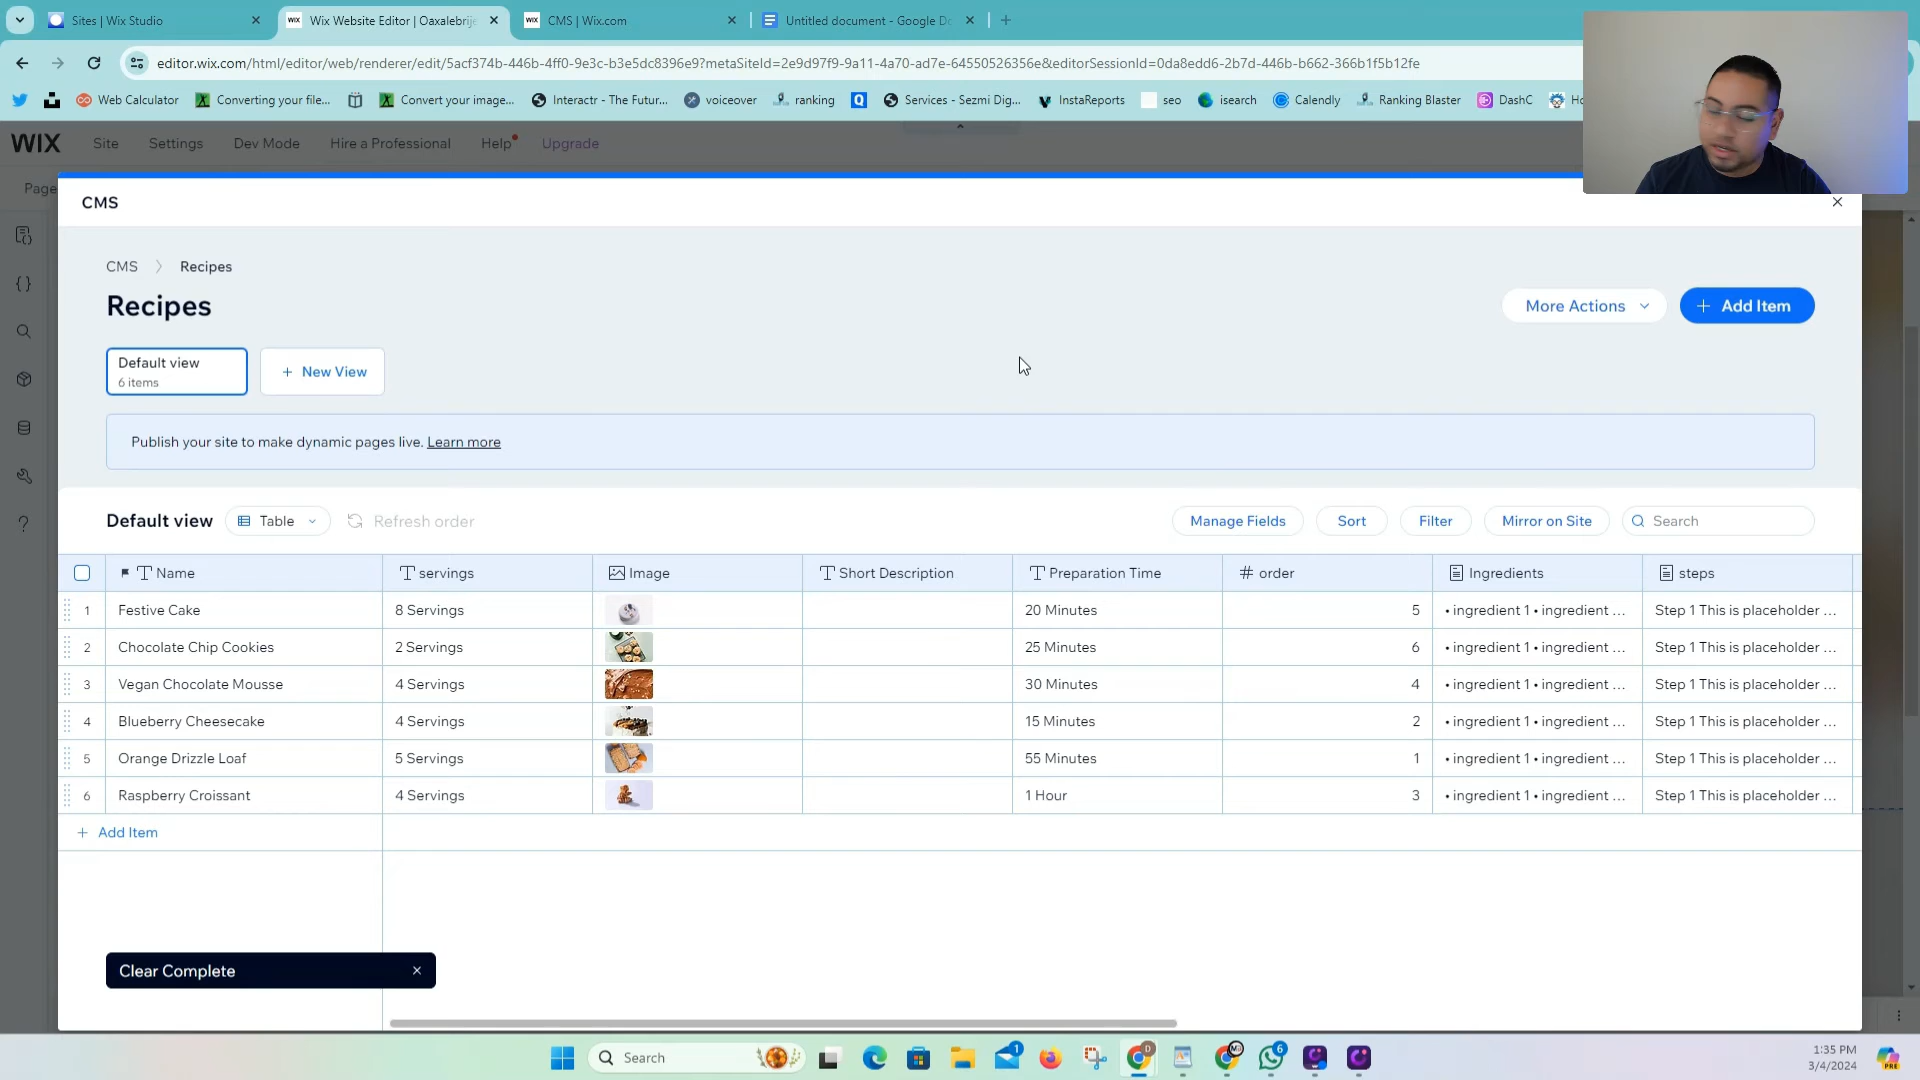 Sites | Wix Studio
Wix Website Editor | Oaxalebrije
CMS | Wix.com
Untitled document - Google Do
editor.wix.com/html/editor/web/renderer/edit/5acf374b-446b-4ff0-9e3c-b3e5dc8396e9?metaSiteId=2e9d97f9-9a11-4a70-ad7e-64550526356e&editorSessionId=0da8edd6-2b7d-446b-b662-366b1f5b12fe
Web Calculator
Converting your file...
Convert your image...
Interactr - The Futur...
voiceover
ranking
Services - Sezmi Dig...
InstaReports
seo
isearch
Calendly
Ranking Blaster
DashC
WIX
Site
Settings
Dev Mode
Hire a Professional
Help
Upgrade
Page
CMS
CMS > Recipes
Recipes
More Actions
+ Add Item
Default view
6 items
+ New View
Publish your site to make dynamic pages live. Learn more
Default view
Table
Refresh order
Manage Fields
Sort
Filter
Mirror on Site
Search
Name servings Image Short Description Preparation Time # order Ingredients steps
1 Festive Cake 8 Servings 20 Minutes 5 • ingredient 1 • ingredient ... Step 1 This is placeholder ...
2 Chocolate Chip Cookies 2 Servings 25 Minutes 6 • ingredient 1 • ingredient ... Step 1 This is placeholder ...
3 Vegan Chocolate Mousse 4 Servings 30 Minutes 4 • ingredient 1 • ingredient ... Step 1 This is placeholder ...
4 Blueberry Cheesecake 4 Servings 15 Minutes 2 • ingredient 1 • ingredient ... Step 1 This is placeholder ...
5 Orange Drizzle Loaf 5 Servings 55 Minutes 1 • ingredient 1 • ingredient ... Step 1 This is placeholder ...
6 Raspberry Croissant 4 Servings 1 Hour 3 • ingredient 1 • ingredient ... Step 1 This is placeholder ...
+ Add Item
Clear Complete
Search
1:35 PM
3/4/2024